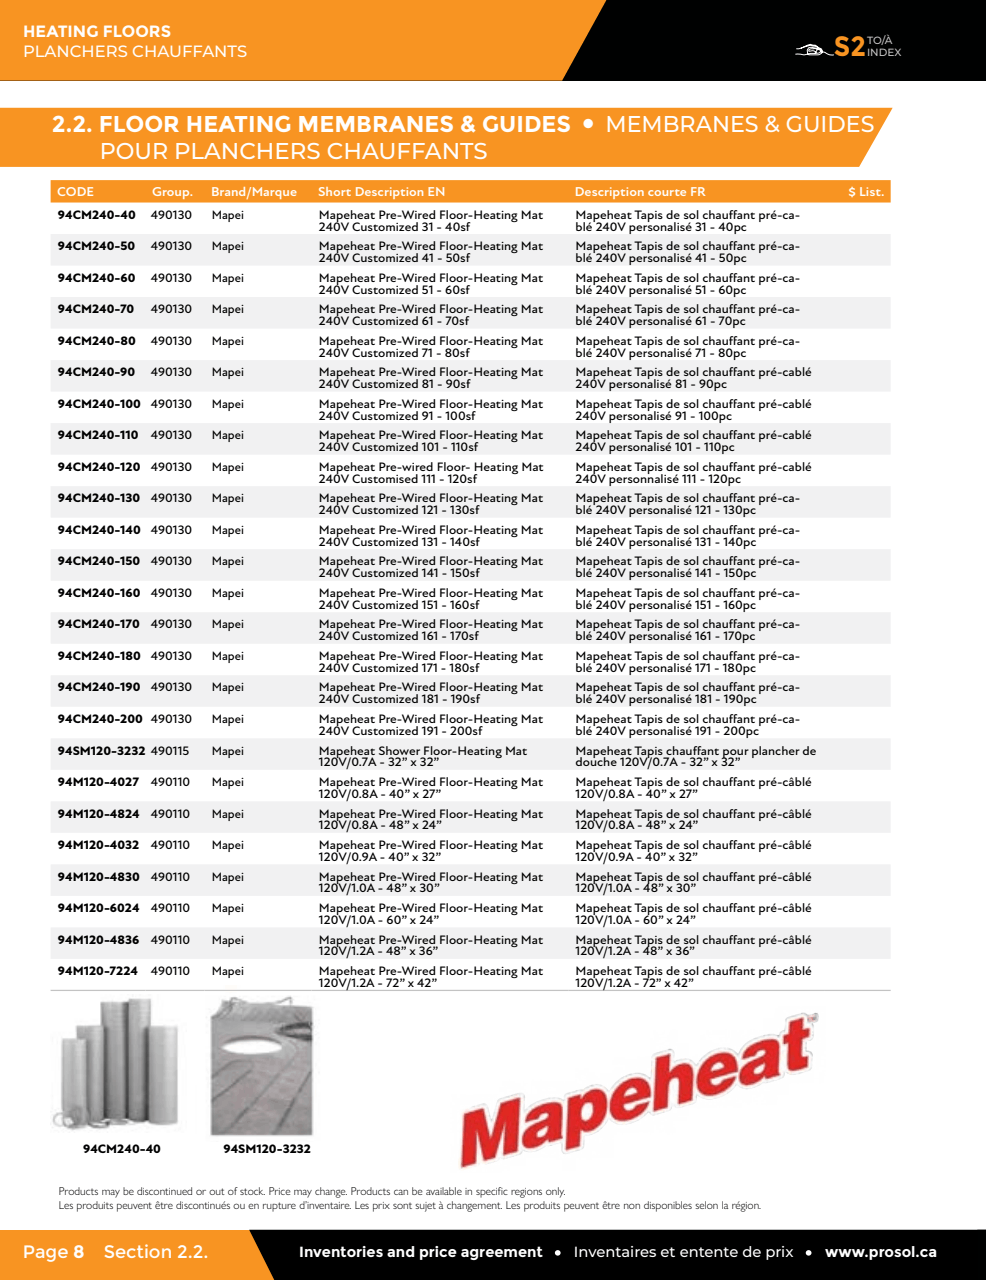 HEATING FLOORS
PLANCHERS CHAUFFANTS
S2 TO/À
INDEX
2.2. FLOOR HEATING MEMBRANES & GUIDES • MEMBRANES & GUIDES
POUR PLANCHERS CHAUFFANTS
CODE Group. Brand/Marque Short Description EN Description courte FR $ List.
94CM240-40 490130 Mapei Mapeheat Pre-Wired Floor-Heating Mat Mapeheat Tapis de sol chauffant pré-ca-
240V Customized 31 - 40sf blé 240V personalisé 31 - 40pc
94CM240-50 490130 Mapei Mapeheat Pre-Wired Floor-Heating Mat Mapeheat Tapis de sol chauffant pré-ca-
240V Customized 41 - 50sf blé 240V personalisé 41 - 50pc
94CM240-60 490130 Mapei Mapeheat Pre-Wired Floor-Heating Mat Mapeheat Tapis de sol chauffant pré-ca-
240V Customized 51 - 60sf blé 240V personalisé 51 - 60pc
94CM240-70 490130 Mapei Mapeheat Pre-Wired Floor-Heating Mat Mapeheat Tapis de sol chauffant pré-ca-
240V Customized 61 - 70sf blé 240V personalisé 61 - 70pc
94CM240-80 490130 Mapei Mapeheat Pre-Wired Floor-Heating Mat Mapeheat Tapis de sol chauffant pré-ca-
240V Customized 71 - 80sf blé 240V personalisé 71 - 80pc
94CM240-90 490130 Mapei Mapeheat Pre-Wired Floor-Heating Mat Mapeheat Tapis de sol chauffant pré-cablé
240V Customized 81 - 90sf 240V personalisé 81 - 90pc
94CM240-100 490130 Mapei Mapeheat Pre-Wired Floor-Heating Mat Mapeheat Tapis de sol chauffant pré-cablé
240V Customized 91 - 100sf 240V personalisé 91 - 100pc
94CM240-110 490130 Mapei Mapeheat Pre-Wired Floor-Heating Mat Mapeheat Tapis de sol chauffant pré-cablé
240V Customized 101 - 110sf 240V personalisé 101 - 110pc
94CM240-120 490130 Mapei Mapeheat Pre-wired Floor- Heating Mat Mapeheat Tapis de sol chauffant pré-cablé
240V Customised 111 - 120sf 240V personnalisé 111 - 120pc
94CM240-130 490130 Mapei Mapeheat Pre-Wired Floor-Heating Mat Mapeheat Tapis de sol chauffant pré-ca-
240V Customized 121 - 130sf blé 240V personalisé 121 - 130pc
94CM240-140 490130 Mapei Mapeheat Pre-Wired Floor-Heating Mat Mapeheat Tapis de sol chauffant pré-ca-
240V Customized 131 - 140sf blé 240V personalisé 131 - 140pc
94CM240-150 490130 Mapei Mapeheat Pre-Wired Floor-Heating Mat Mapeheat Tapis de sol chauffant pré-ca-
240V Customized 141 - 150sf blé 240V personalisé 141 - 150pc
94CM240-160 490130 Mapei Mapeheat Pre-Wired Floor-Heating Mat Mapeheat Tapis de sol chauffant pré-ca-
240V Customized 151 - 160sf blé 240V personalisé 151 - 160pc
94CM240-170 490130 Mapei Mapeheat Pre-Wired Floor-Heating Mat Mapeheat Tapis de sol chauffant pré-ca-
240V Customized 161 - 170sf blé 240V personalisé 161 - 170pc
94CM240-180 490130 Mapei Mapeheat Pre-Wired Floor-Heating Mat Mapeheat Tapis de sol chauffant pré-ca-
240V Customized 171 - 180sf blé 240V personalisé 171 - 180pc
94CM240-190 490130 Mapei Mapeheat Pre-Wired Floor-Heating Mat Mapeheat Tapis de sol chauffant pré-ca-
240V Customized 181 - 190sf blé 240V personalisé 181 - 190pc
94CM240-200 490130 Mapei Mapeheat Pre-Wired Floor-Heating Mat Mapeheat Tapis de sol chauffant pré-ca-
240V Customized 191 - 200sf blé 240V personalisé 191 - 200pc
94SM120-3232 490115 Mapei Mapeheat Shower Floor-Heating Mat Mapeheat Tapis chauffant pour plancher de
120V/0.7A - 32” x 32” douche 120V/0.7A - 32” x 32”
94M120-4027 490110 Mapei Mapeheat Pre-Wired Floor-Heating Mat Mapeheat Tapis de sol chauffant pré-câblé
120V/0.8A - 40” x 27” 120V/0.8A - 40” x 27”
94M120-4824 490110 Mapei Mapeheat Pre-Wired Floor-Heating Mat Mapeheat Tapis de sol chauffant pré-câblé
120V/0.8A - 48” x 24” 120V/0.8A - 48” x 24”
94M120-4032 490110 Mapei Mapeheat Pre-Wired Floor-Heating Mat Mapeheat Tapis de sol chauffant pré-câblé
120V/0.9A - 40” x 32” 120V/0.9A - 40” x 32”
94M120-4830 490110 Mapei Mapeheat Pre-Wired Floor-Heating Mat Mapeheat Tapis de sol chauffant pré-câblé
120V/1.0A - 48” x 30” 120V/1.0A - 48” x 30”
94M120-6024 490110 Mapei Mapeheat Pre-Wired Floor-Heating Mat Mapeheat Tapis de sol chauffant pré-câblé
120V/1.0A - 60” x 24” 120V/1.0A - 60” x 24”
94M120-4836 490110 Mapei Mapeheat Pre-Wired Floor-Heating Mat Mapeheat Tapis de sol chauffant pré-câblé
120V/1.2A - 48” x 36” 120V/1.2A - 48” x 36”
94M120-7224 490110 Mapei Mapeheat Pre-Wired Floor-Heating Mat Mapeheat Tapis de sol chauffant pré-câblé
120V/1.2A - 72” x 42” 120V/1.2A - 72” x 42”
Mapeheat™
94CM240-40 94SM120-3232
Products may be discontinued or out of stock. Price may change. Products can be available in specific regions only.
Les produits peuvent être discontinués ou en rupture d’inventaire. Les prix sont sujet à changement. Les produits peuvent être non disponibles selon la région.
Page 8 Section 2.2. Inventories and price agreement • Inventaires et entente de prix • www.prosol.ca